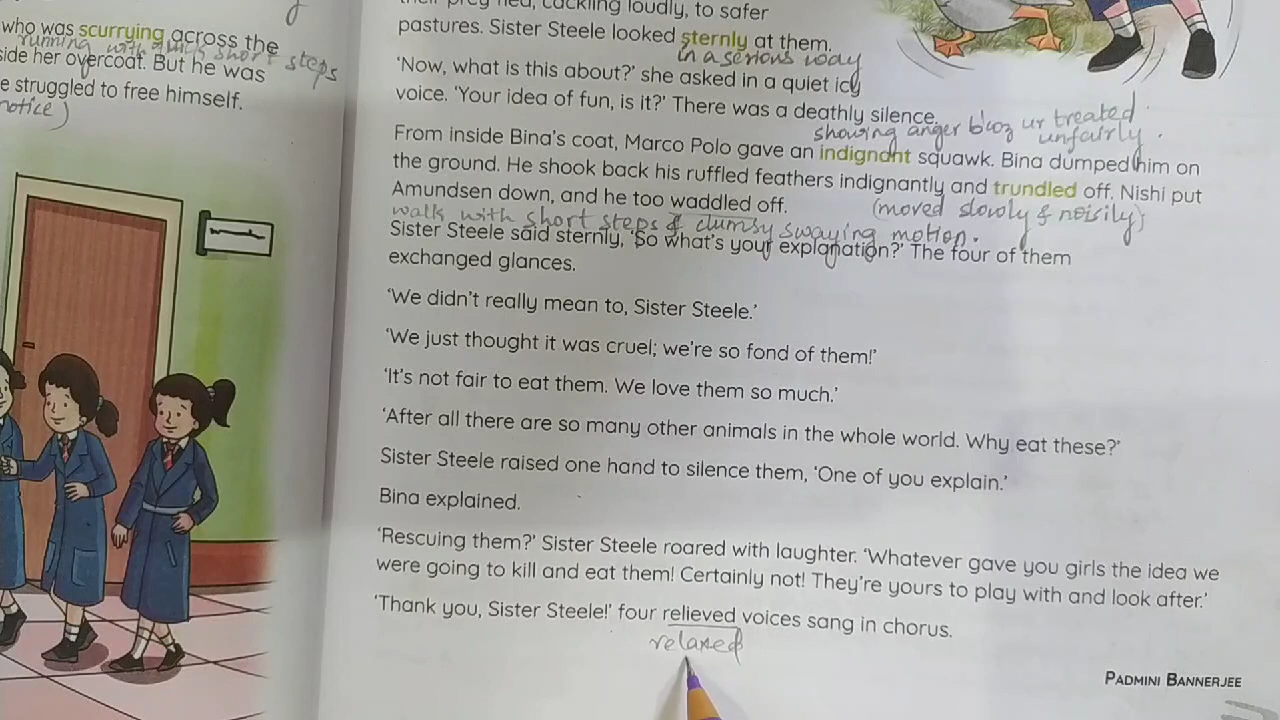 who was scurrying across the
running with quick short steps
side her overcoat. But he was
e struggled to free himself.
notice)
their prey fled, cackling loudly, to safer
pastures. Sister Steele looked sternly at them.
in a serious way
‘Now, what is this about?’ she asked in a quiet icy
voice. ‘Your idea of fun, is it?’ There was a deathly silence.
showing anger b'coz ur treated
unfairly.
From inside Bina’s coat, Marco Polo gave an indignant squawk. Bina dumped him on
the ground. He shook back his ruffled feathers indignantly and trundled off. Nishi put
(moved slowly & noisily)
Amundsen down, and he too waddled off.
walk with short steps & clumsy swaying motion.
Sister Steele said sternly, ‘So what’s your explanation?’ The four of them
exchanged glances.
‘We didn’t really mean to, Sister Steele.’
‘We just thought it was cruel; we’re so fond of them!’
‘It’s not fair to eat them. We love them so much.’
‘After all there are so many other animals in the whole world. Why eat these?’
Sister Steele raised one hand to silence them, ‘One of you explain.’
Bina explained.
‘Rescuing them?’ Sister Steele roared with laughter. ‘Whatever gave you girls the idea we
were going to kill and eat them! Certainly not! They’re yours to play with and look after.’
‘Thank you, Sister Steele!’ four relieved voices sang in chorus.
relaxed
PADMINI BANNERJEE